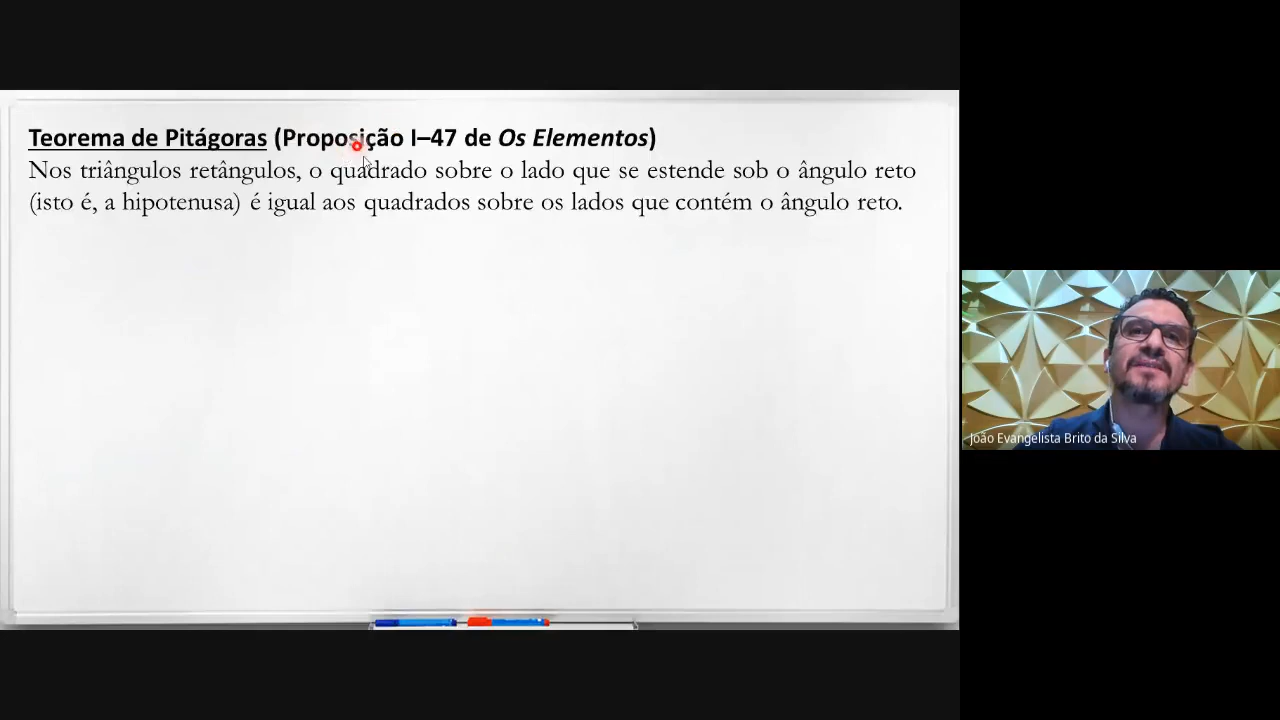 Teorema de Pitágoras (Proposição I–47 de Os Elementos)
Nos triângulos retângulos, o quadrado sobre o lado que se estende sob o ângulo reto
(isto é, a hipotenusa) é igual aos quadrados sobre os lados que contém o ângulo reto.
João Evangelista Brito da Silva